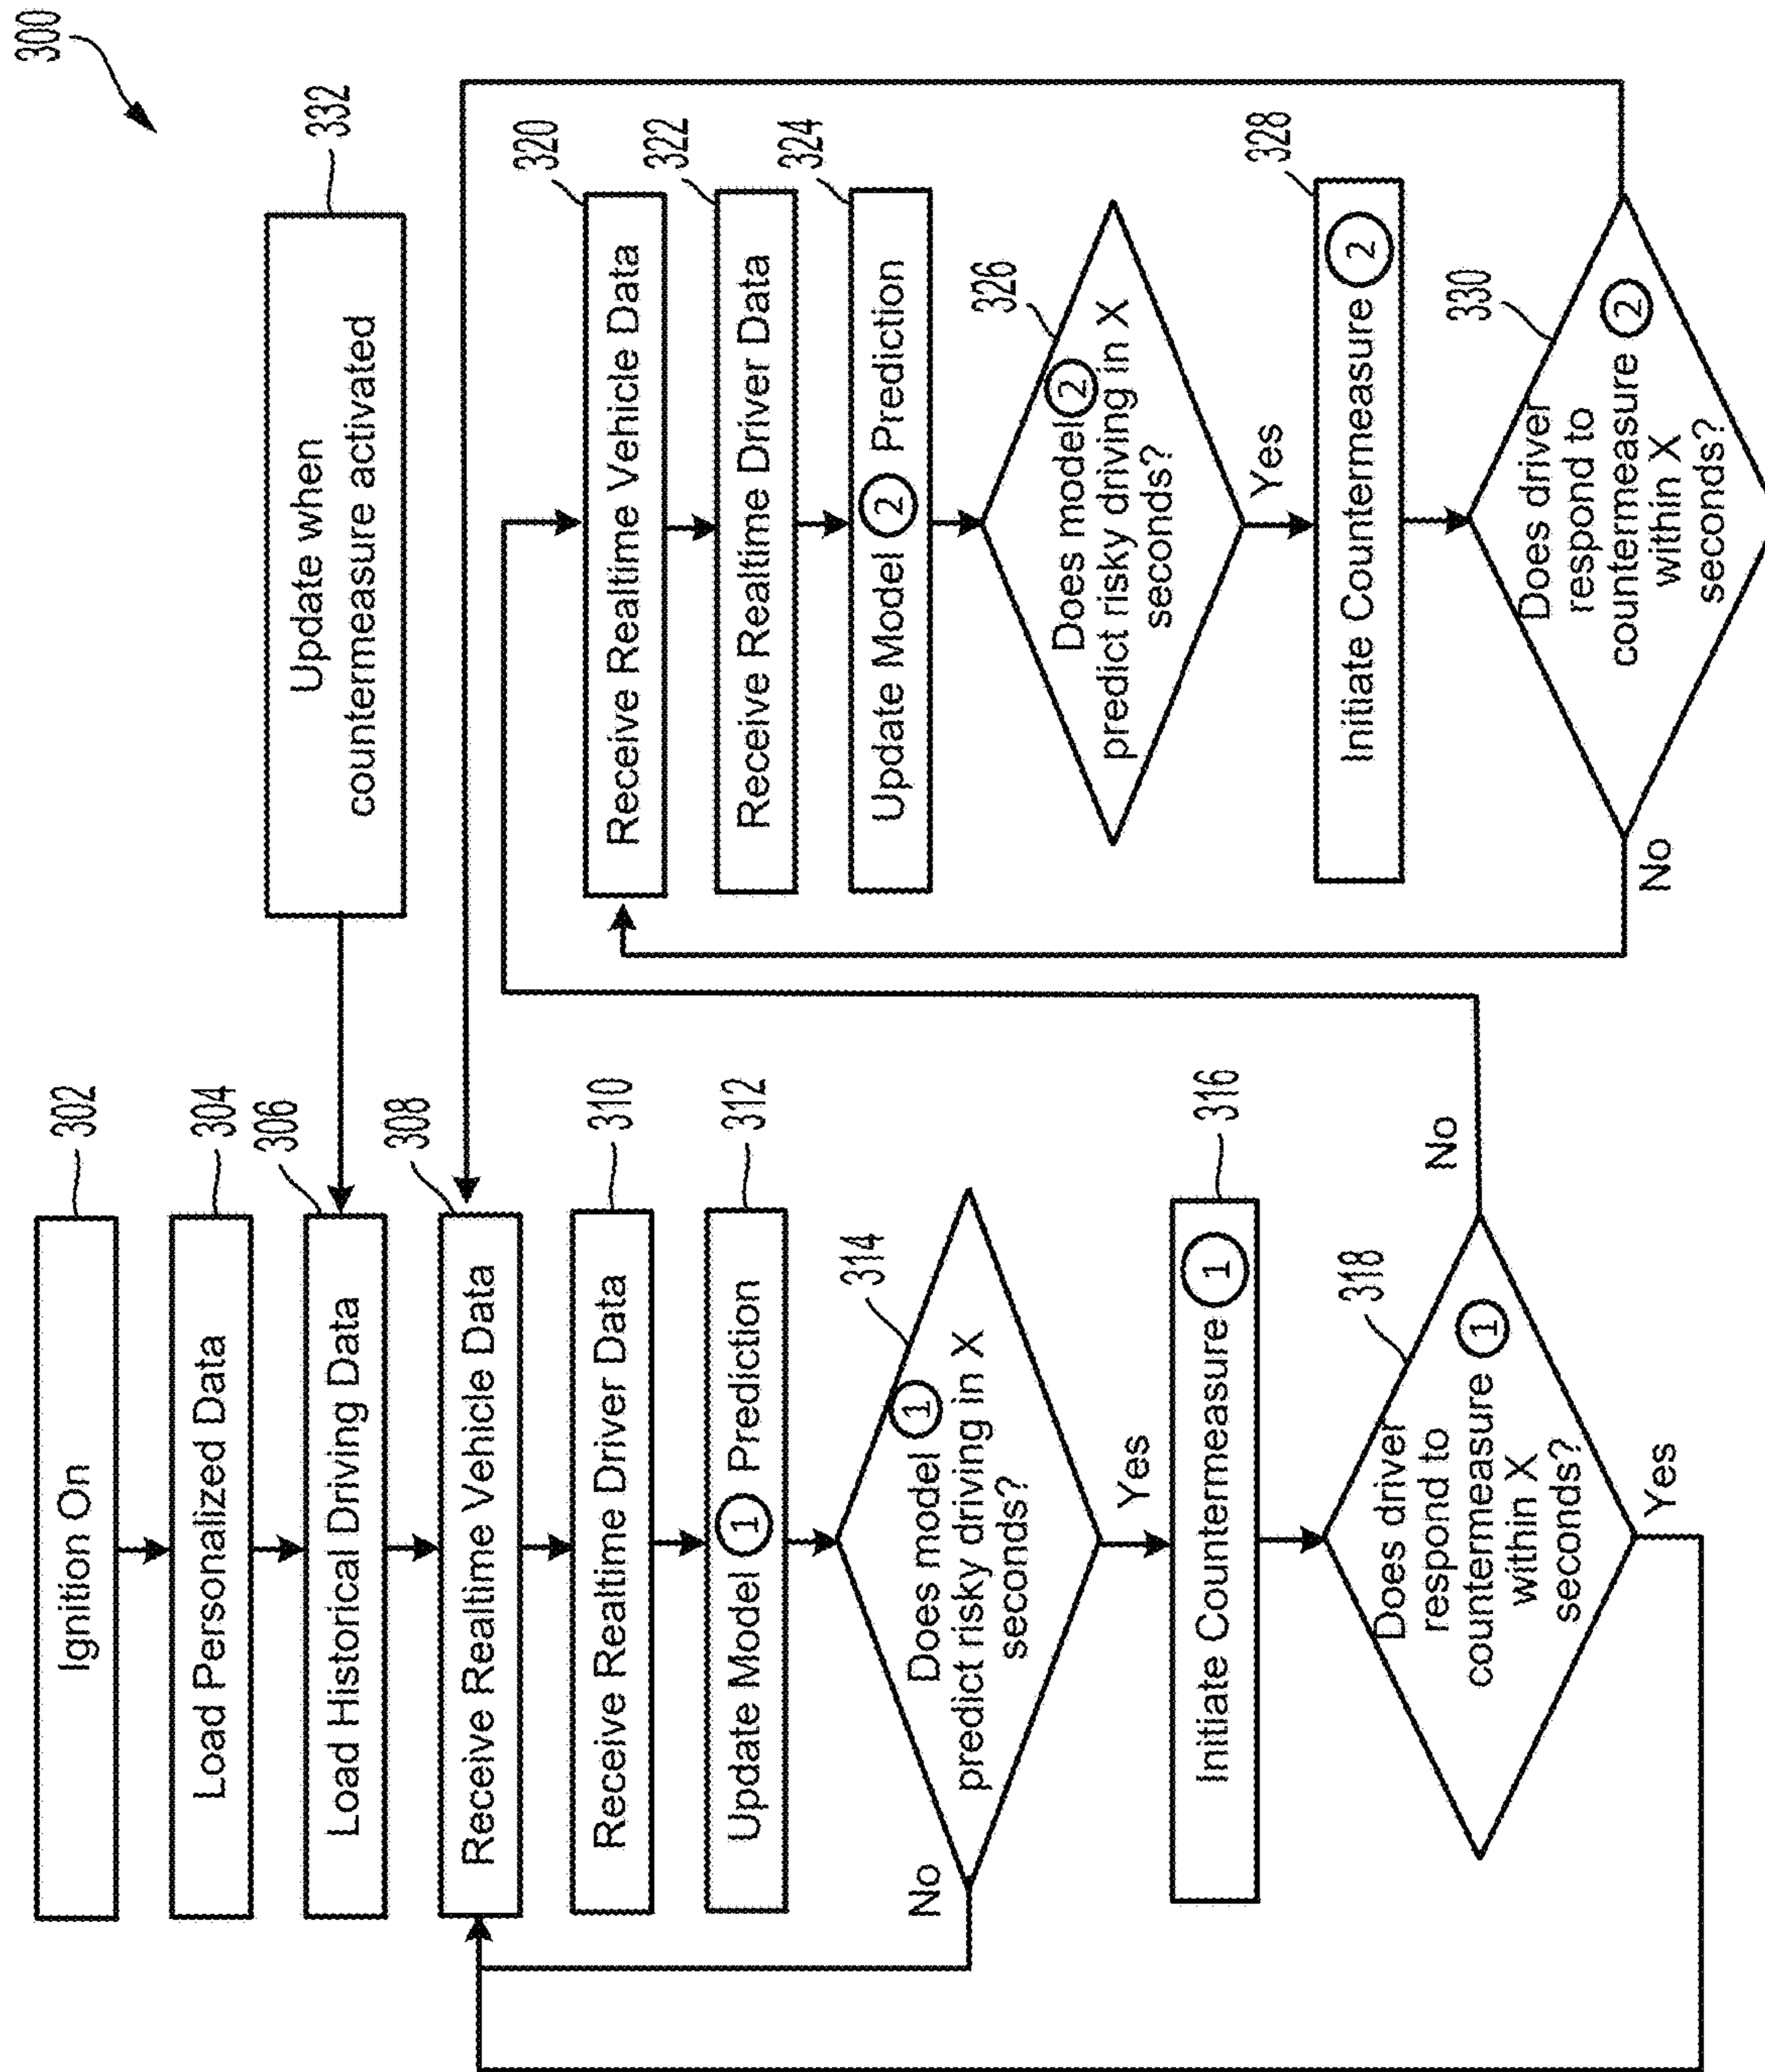 300
Ignition On
302
Load Personalized Data
304
Load Historical Driving Data
306
Receive Realtime Vehicle Data
308
Receive Realtime Driver Data
310
Update Model ① Prediction
312
Does model ①
predict risky driving in X
seconds?
314
No
Yes
Initiate Countermeasure ①
316
Does driver
respond to
countermeasure ①
within X
seconds?
318
No
Yes
Update when
countermeasure activated
332
Receive Realtime Vehicle Data
320
Receive Realtime Driver Data
322
Update Model ② Prediction
324
Does model ②
predict risky driving in X
seconds?
326
Yes
Initiate Countermeasure ②
328
Does driver
respond to
countermeasure ②
within X
seconds?
330
No